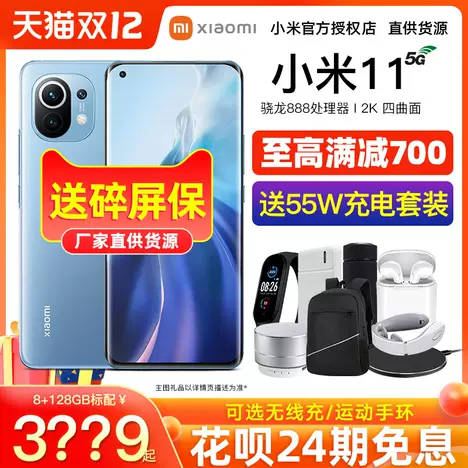 天猫双12
xiaomi 小米官方授权店 直供货源
小米11 5G
骁龙888处理器 | 2K 四曲面
至高满减700
送55W充电套装
送碎屏保
厂家直供货源
xiaomi
08:26
主图礼品以详情页描述为准*
8+128GB标配￥
3??9起
可选无线充/运动手环
花呗24期免息